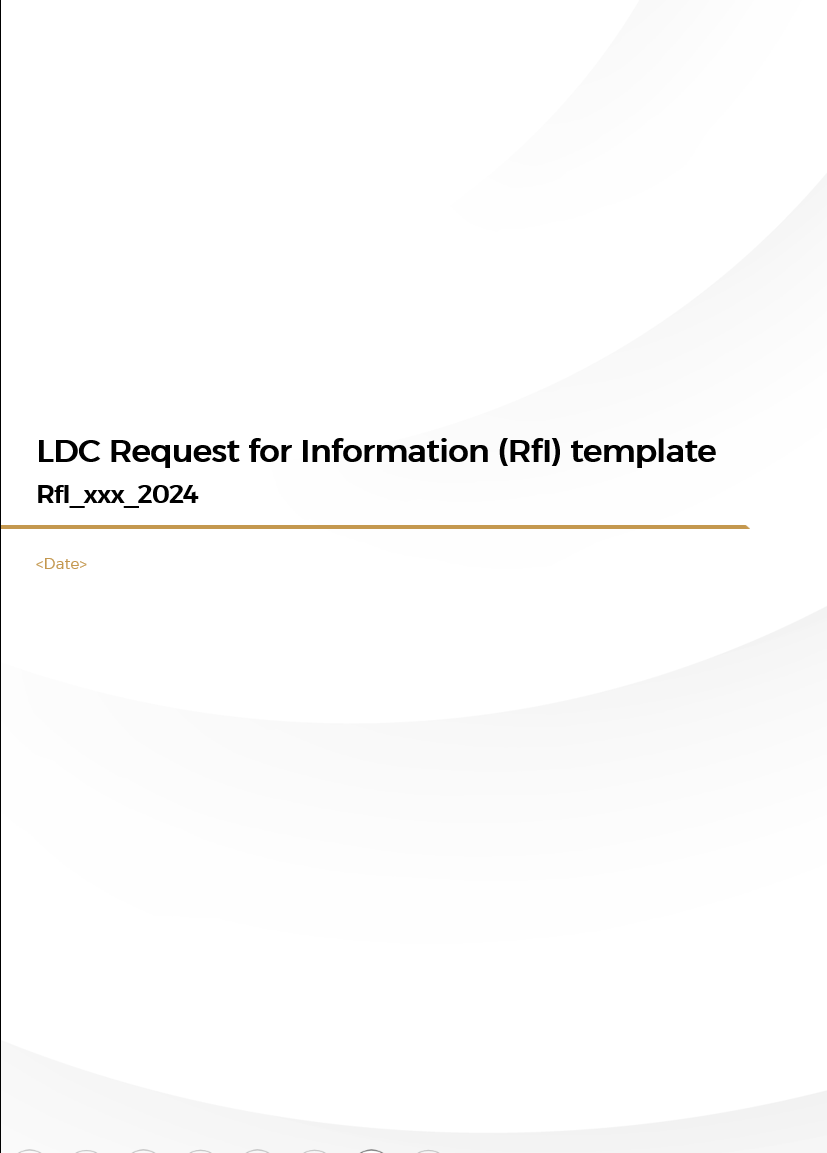 LDC Request for Information (RfI) template
RfI_xxx_2024
<Date>